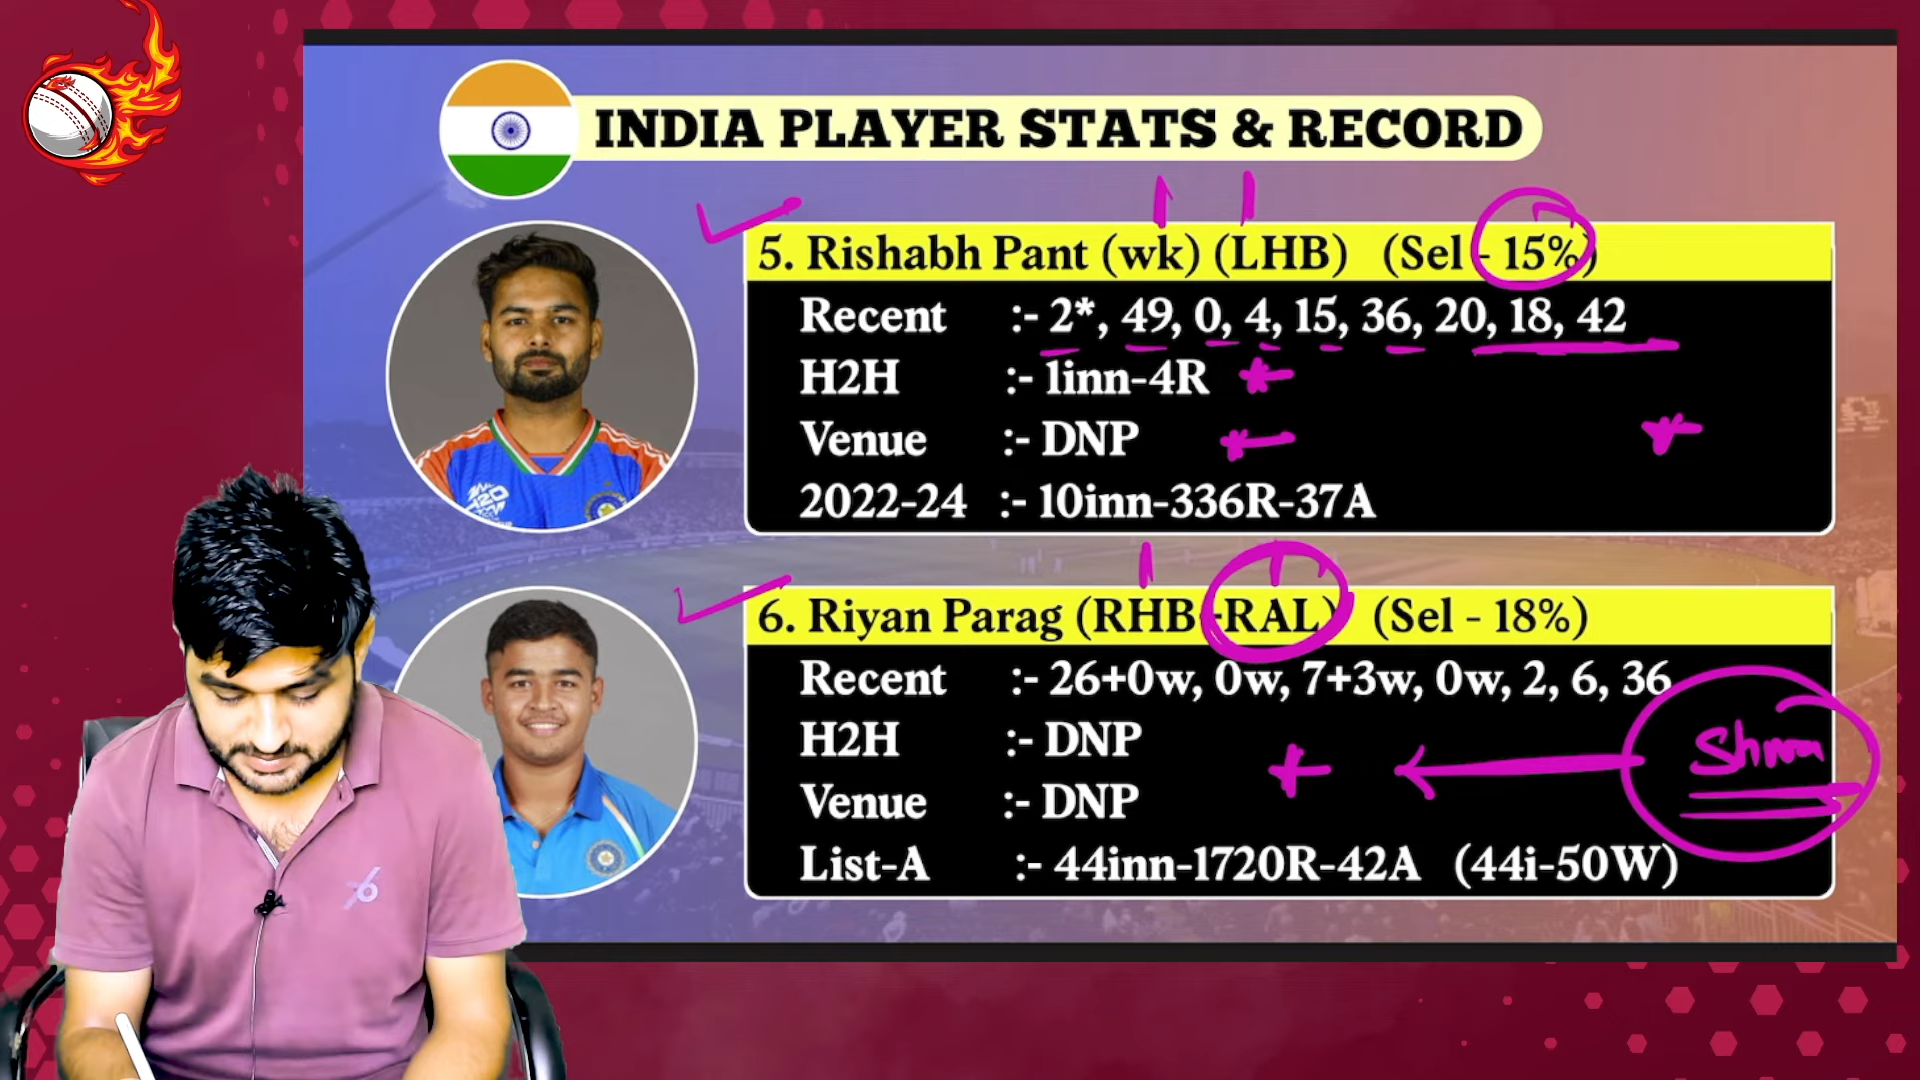 INDIA PLAYER STATS & RECORD
5. Rishabh Pant (wk) (LHB) (Sel - 15%)
Recent :- 2*, 49, 0, 4, 15, 36, 20, 18, 42
H2H :- 1inn-4R
Venue :- DNP
2022-24 :- 10inn-336R-37A
6. Riyan Parag (RHB-RAL) (Sel - 18%)
Recent :- 26+0w, 0w, 7+3w, 0w, 2, 6, 36
H2H :- DNP
Venue :- DNP
List-A :- 44inn-1720R-42A (44i-50W)